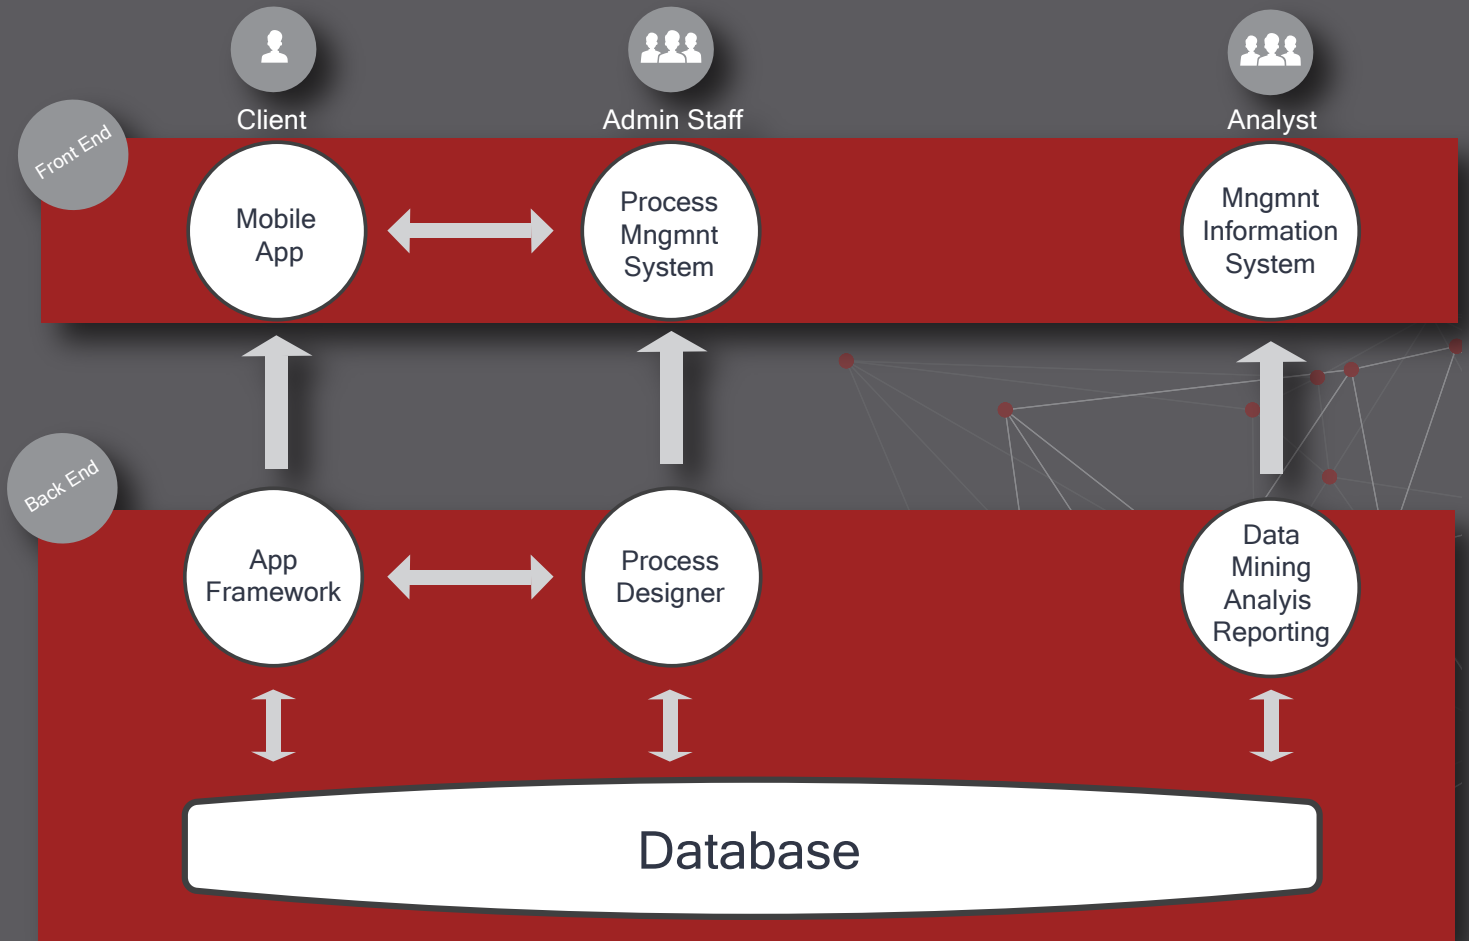 Client
Admin Staff
Analyst
Front End
Mobile
App
Process
Mngmnt
System
Mngmnt
Information
System
Back End
App
Framework
Process
Designer
Data
Mining
Analyis
Reporting
Database